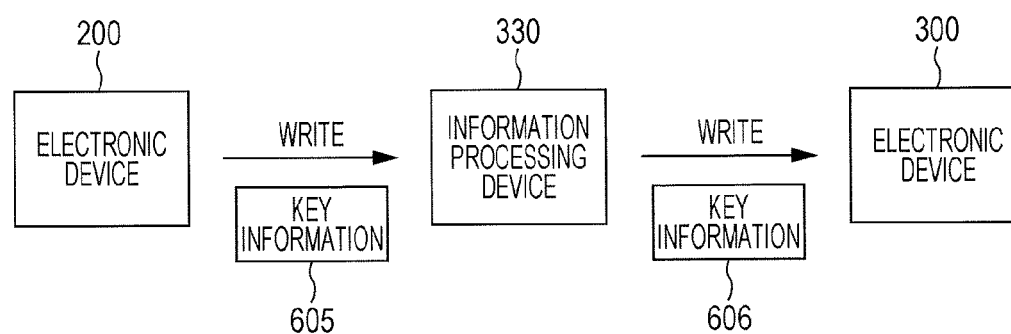 200
330
300
ELECTRONIC
DEVICE
WRITE
INFORMATION
PROCESSING
DEVICE
WRITE
ELECTRONIC
DEVICE
KEY
INFORMATION
KEY
INFORMATION
605
606